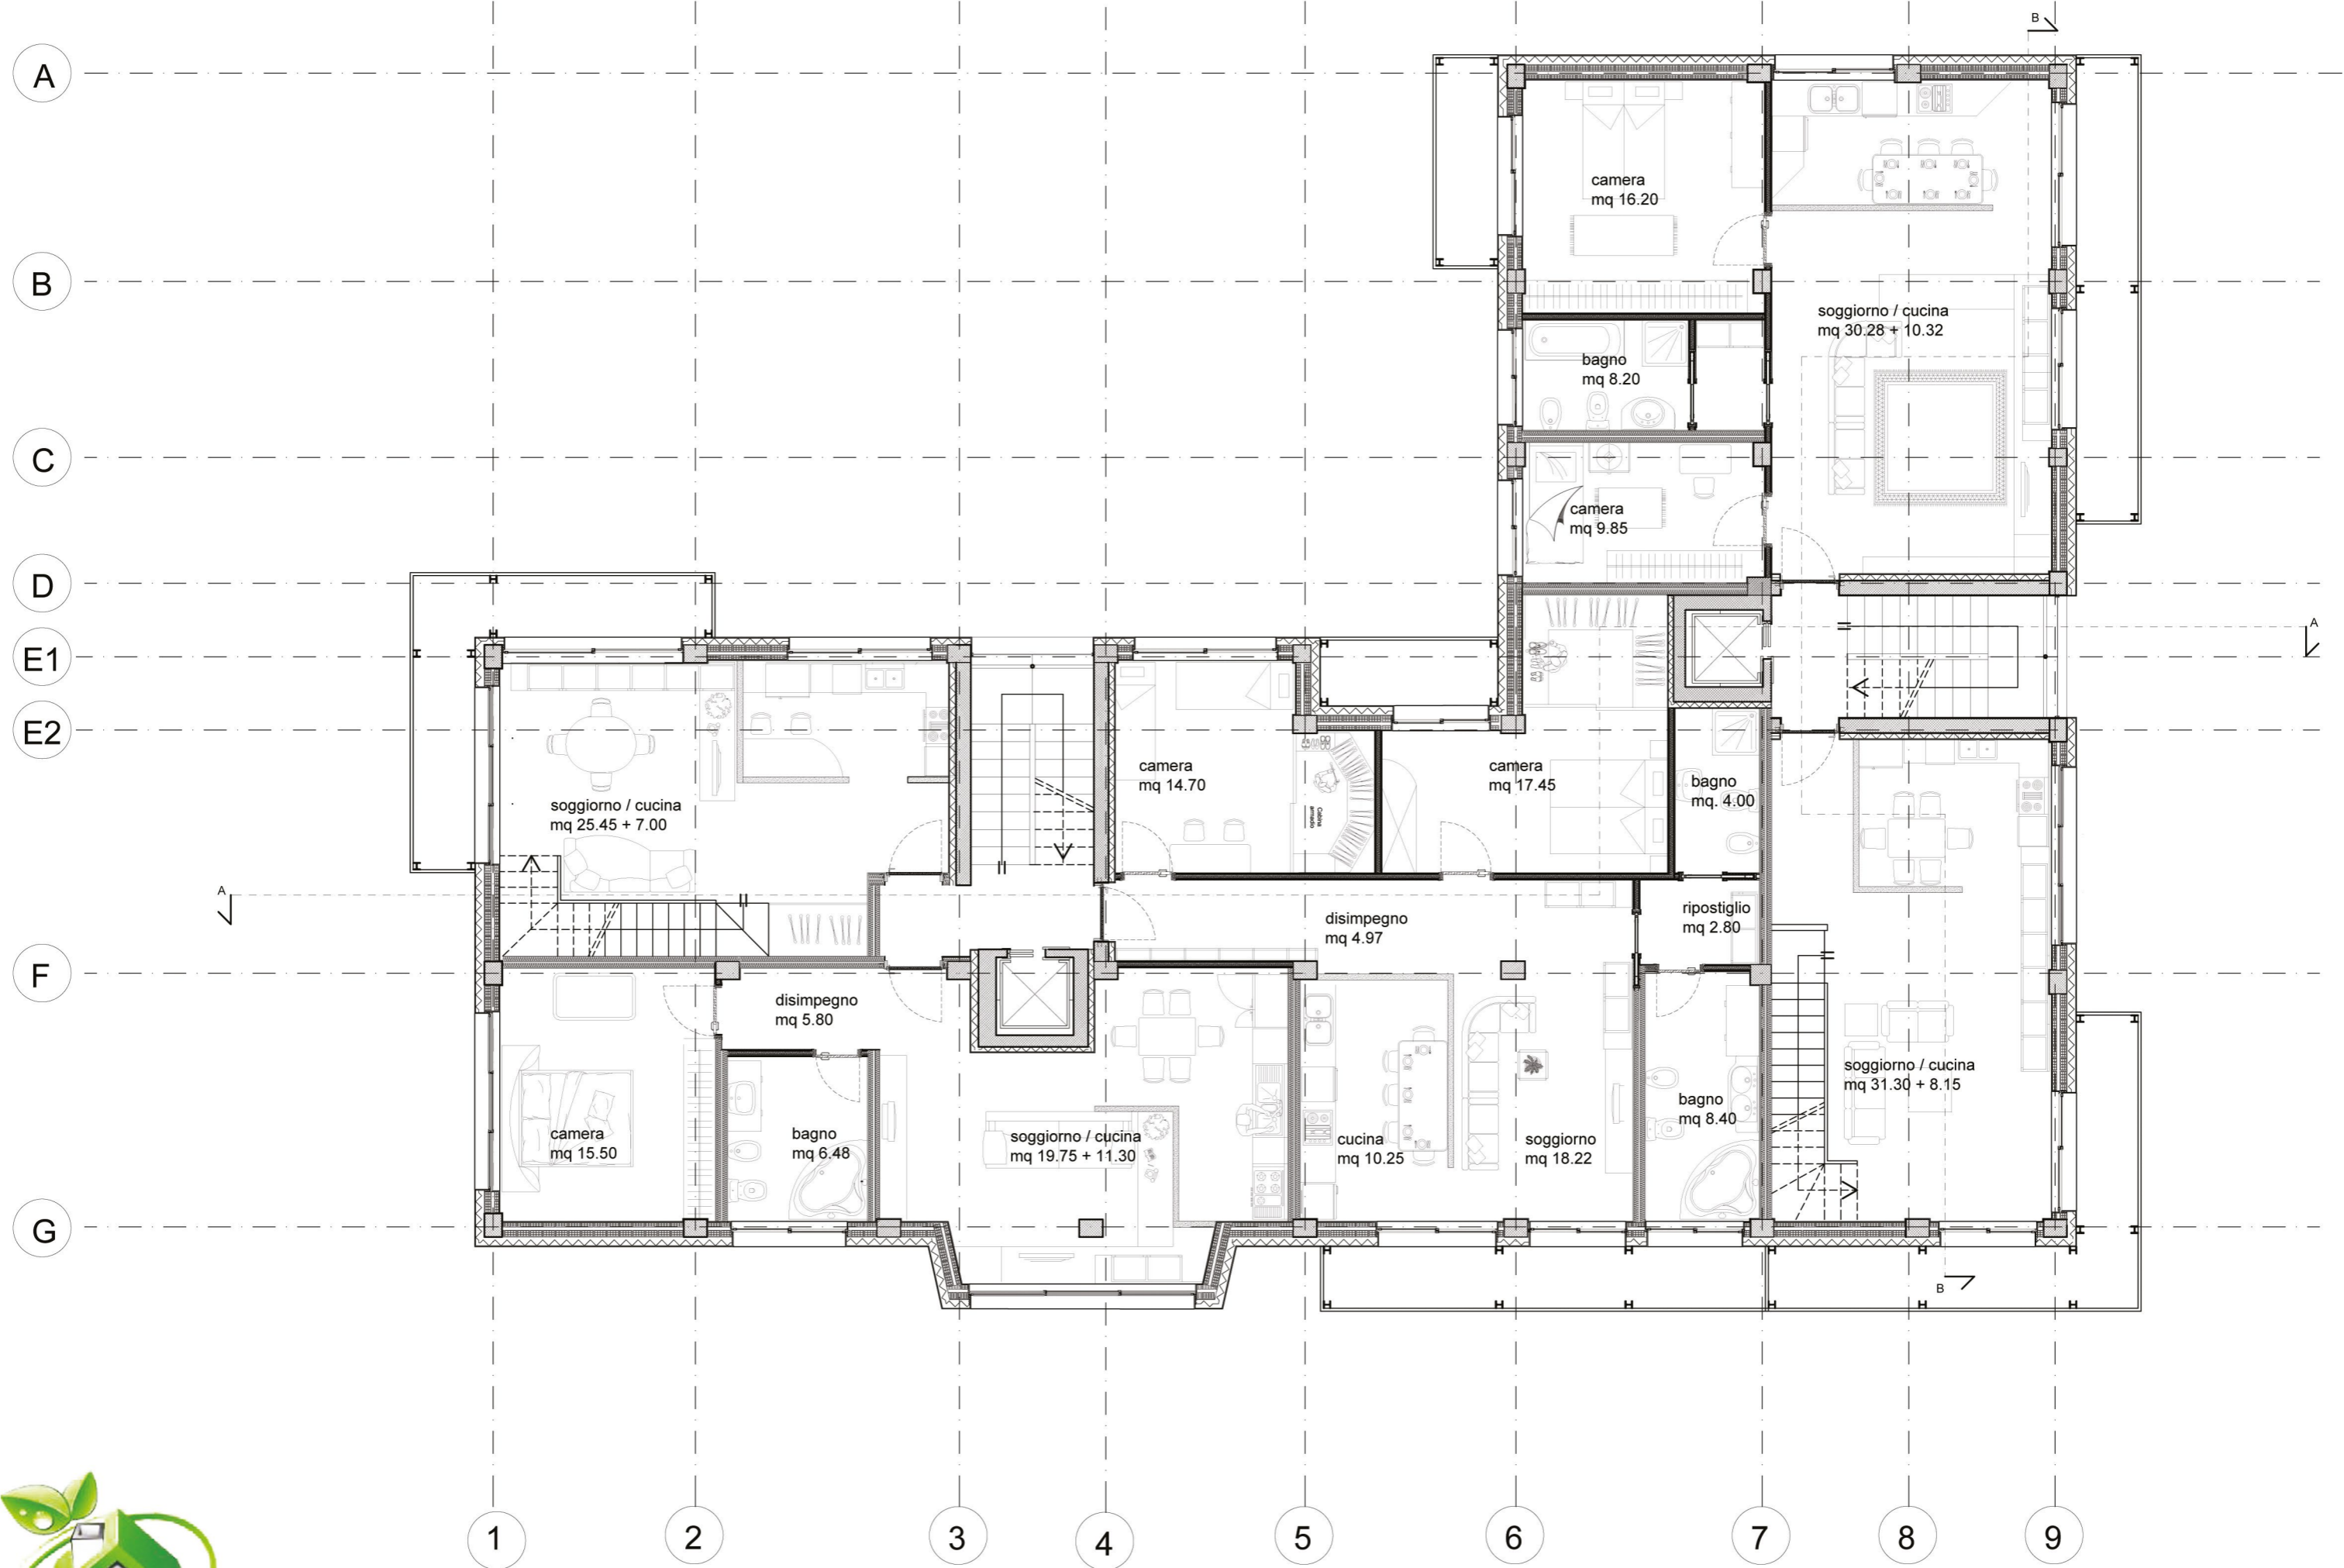 B
A
camera
mq 16.20
B
soggiorno / cucina
mq 30.28 + 10.32
bagno
mq 8.20
C
camera
mq 9.85
D
A
E1
E2
camera
mq 14.70
camera
mq 17.45
bagno
mq. 4.00
soggiorno / cucina
mq 25.45 + 7.00
Cabina
armadio
A
disimpegno
mq 4.97
ripostiglio
mq 2.80
F
disimpegno
mq 5.80
soggiorno / cucina
mq 31.30 + 8.15
camera
mq 15.50
bagno
mq 6.48
soggiorno / cucina
mq 19.75 + 11.30
cucina
mq 10.25
soggiorno
mq 18.22
bagno
mq 8.40
G
B
1 2 3 4 5 6 7 8 9